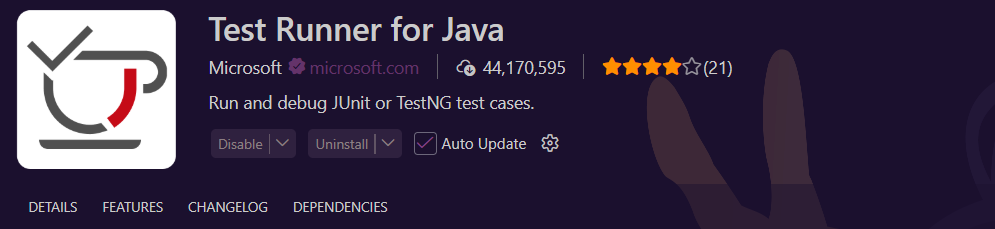 Test Runner for Java
Microsoft microsoft.com 44,170,595 (21)
Run and debug JUnit or TestNG test cases.
Disable Uninstall Auto Update
DETAILS FEATURES CHANGELOG DEPENDENCIES